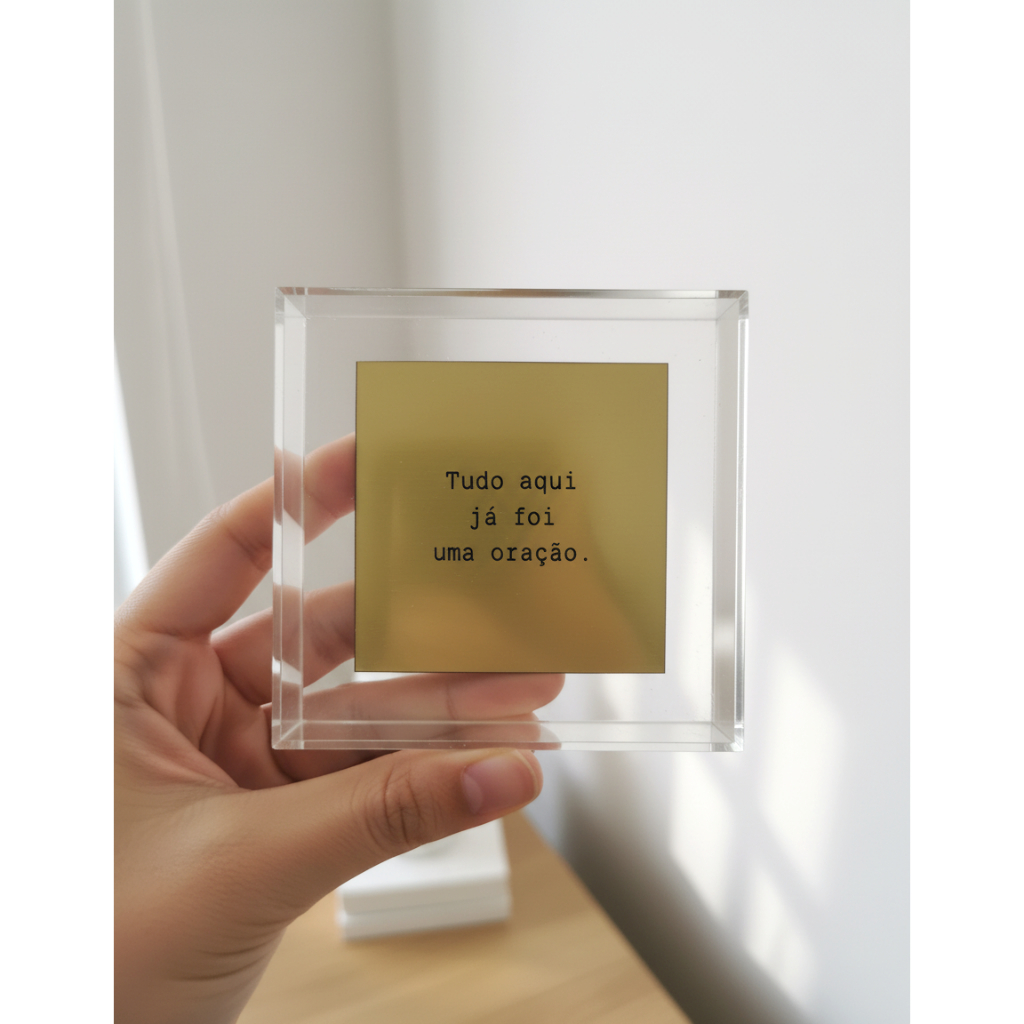 Tudo aqui
já foi
uma oração.